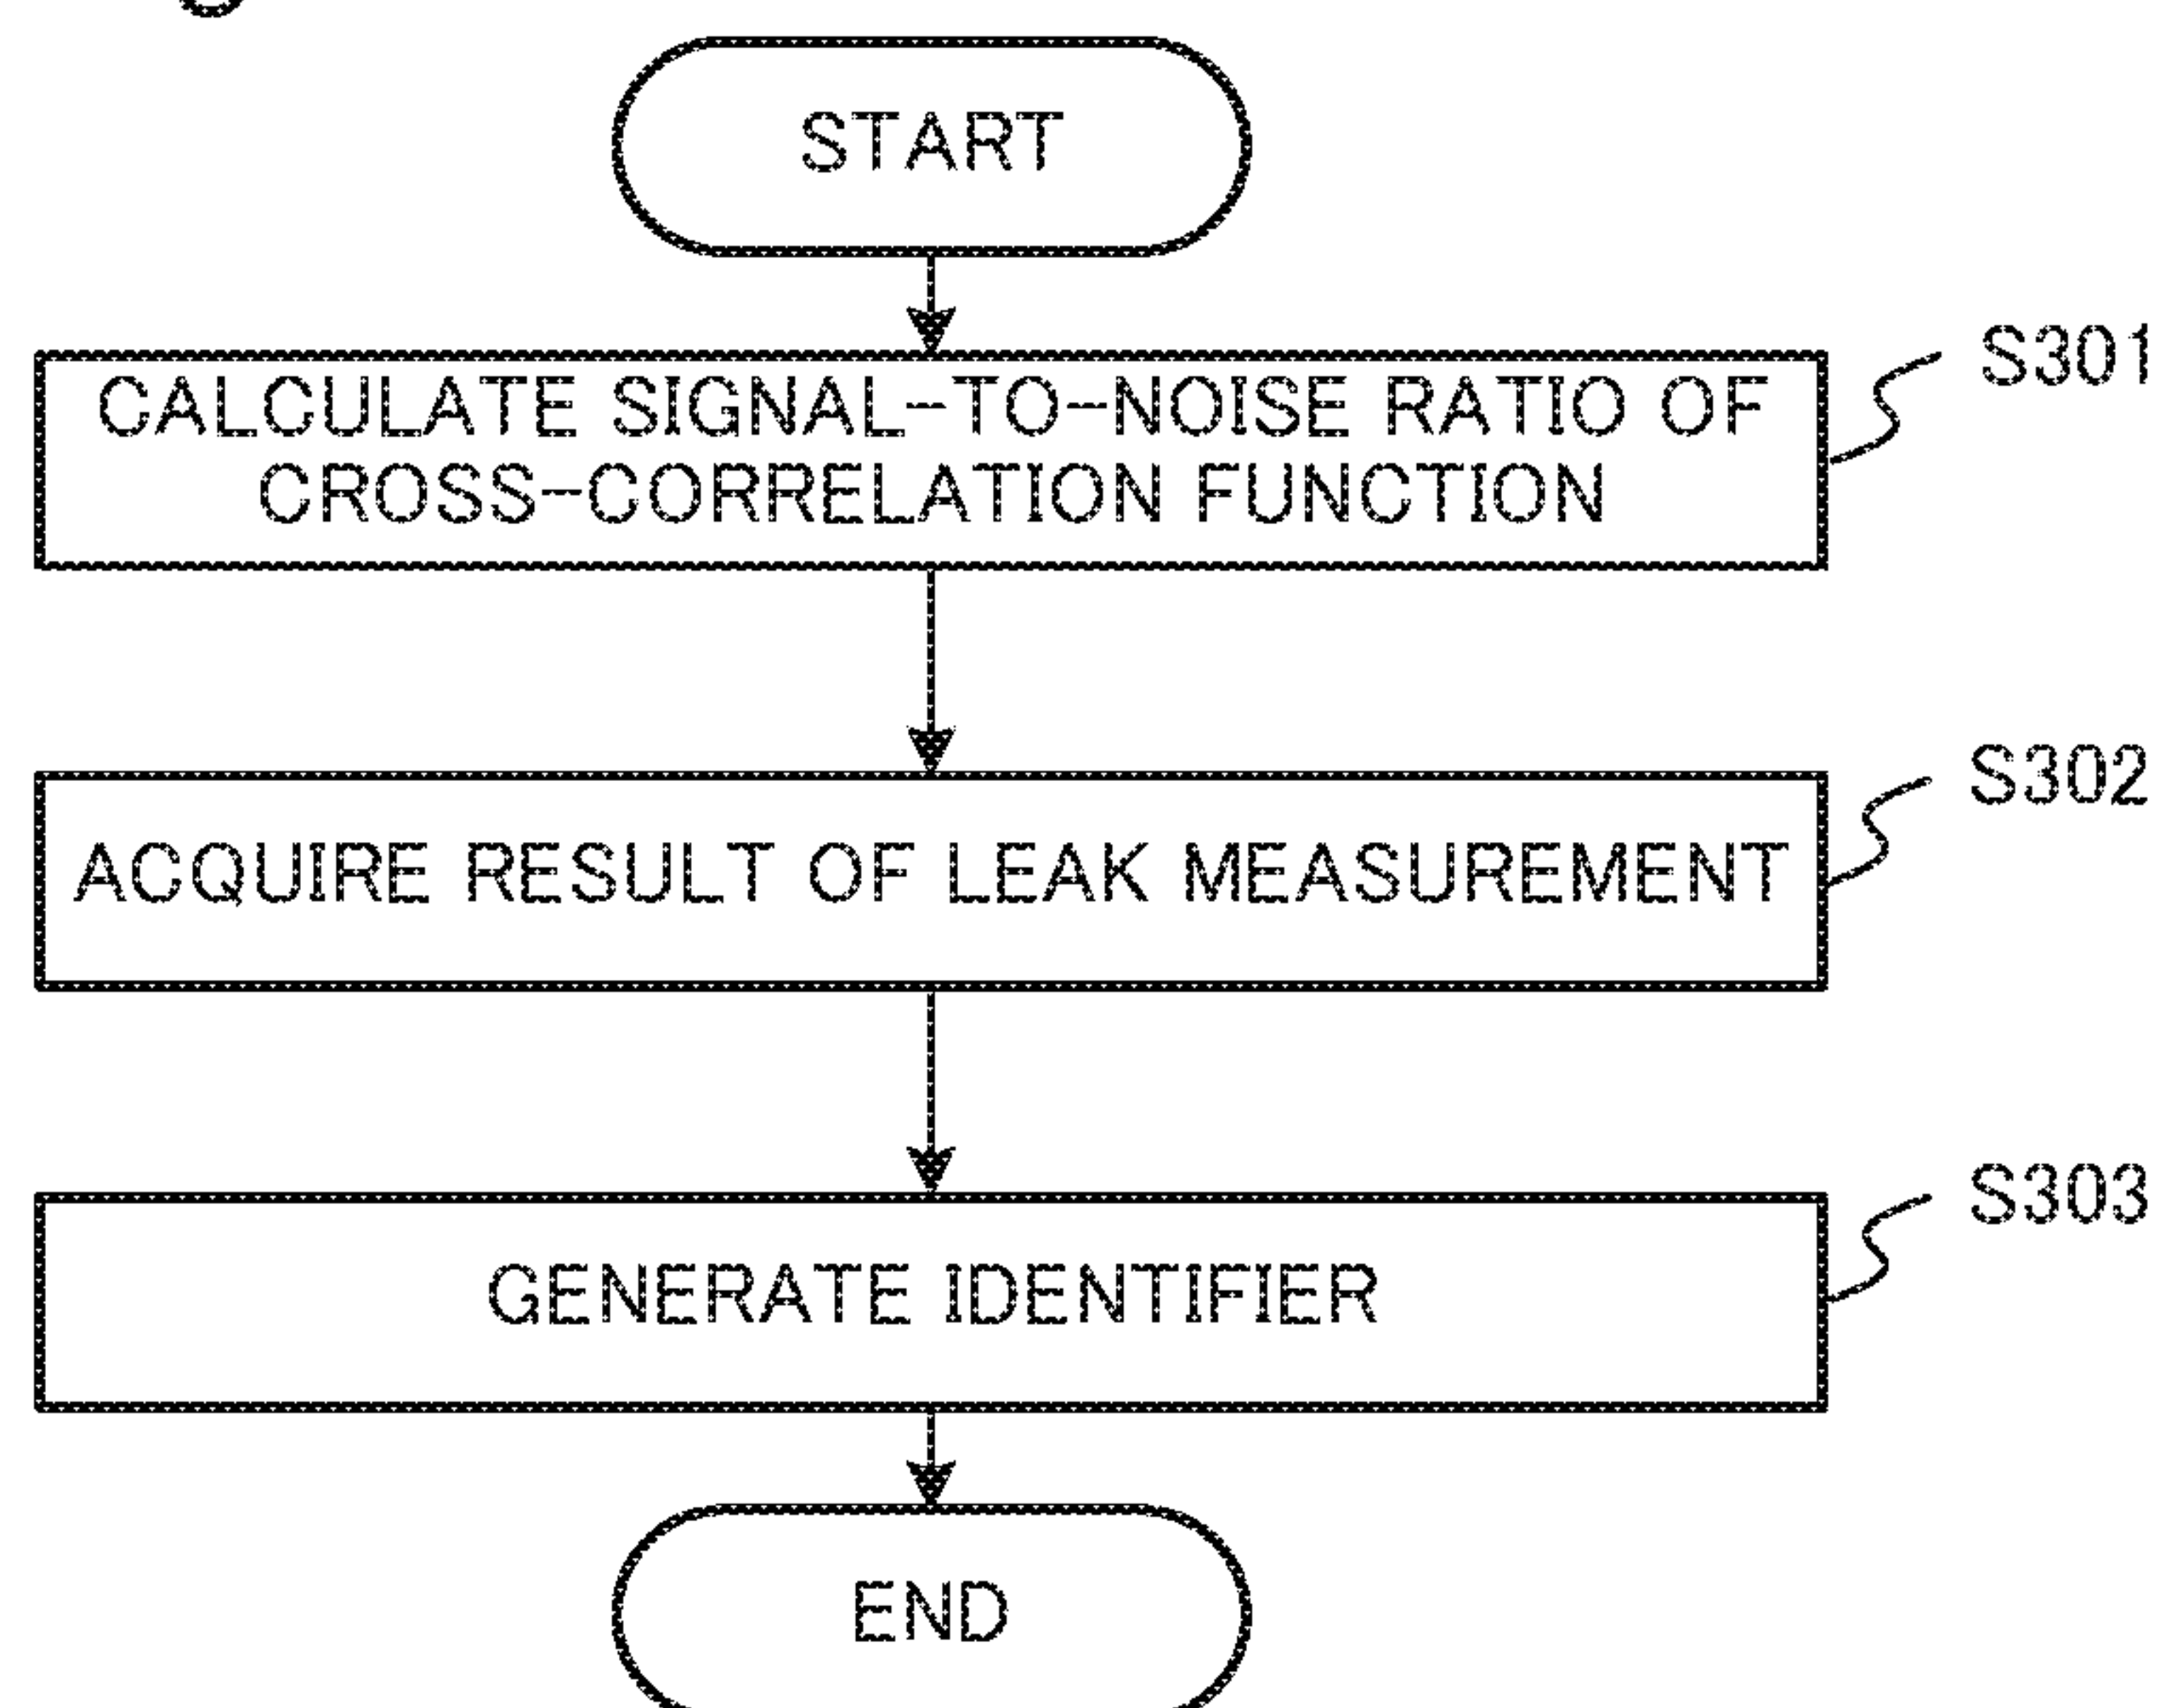 START
S301
CALCULATE SIGNAL-TO-NOISE RATIO OF
CROSS-CORRELATION FUNCTION
S302
ACQUIRE RESULT OF LEAK MEASUREMENT
S303
GENERATE IDENTIFIER
END